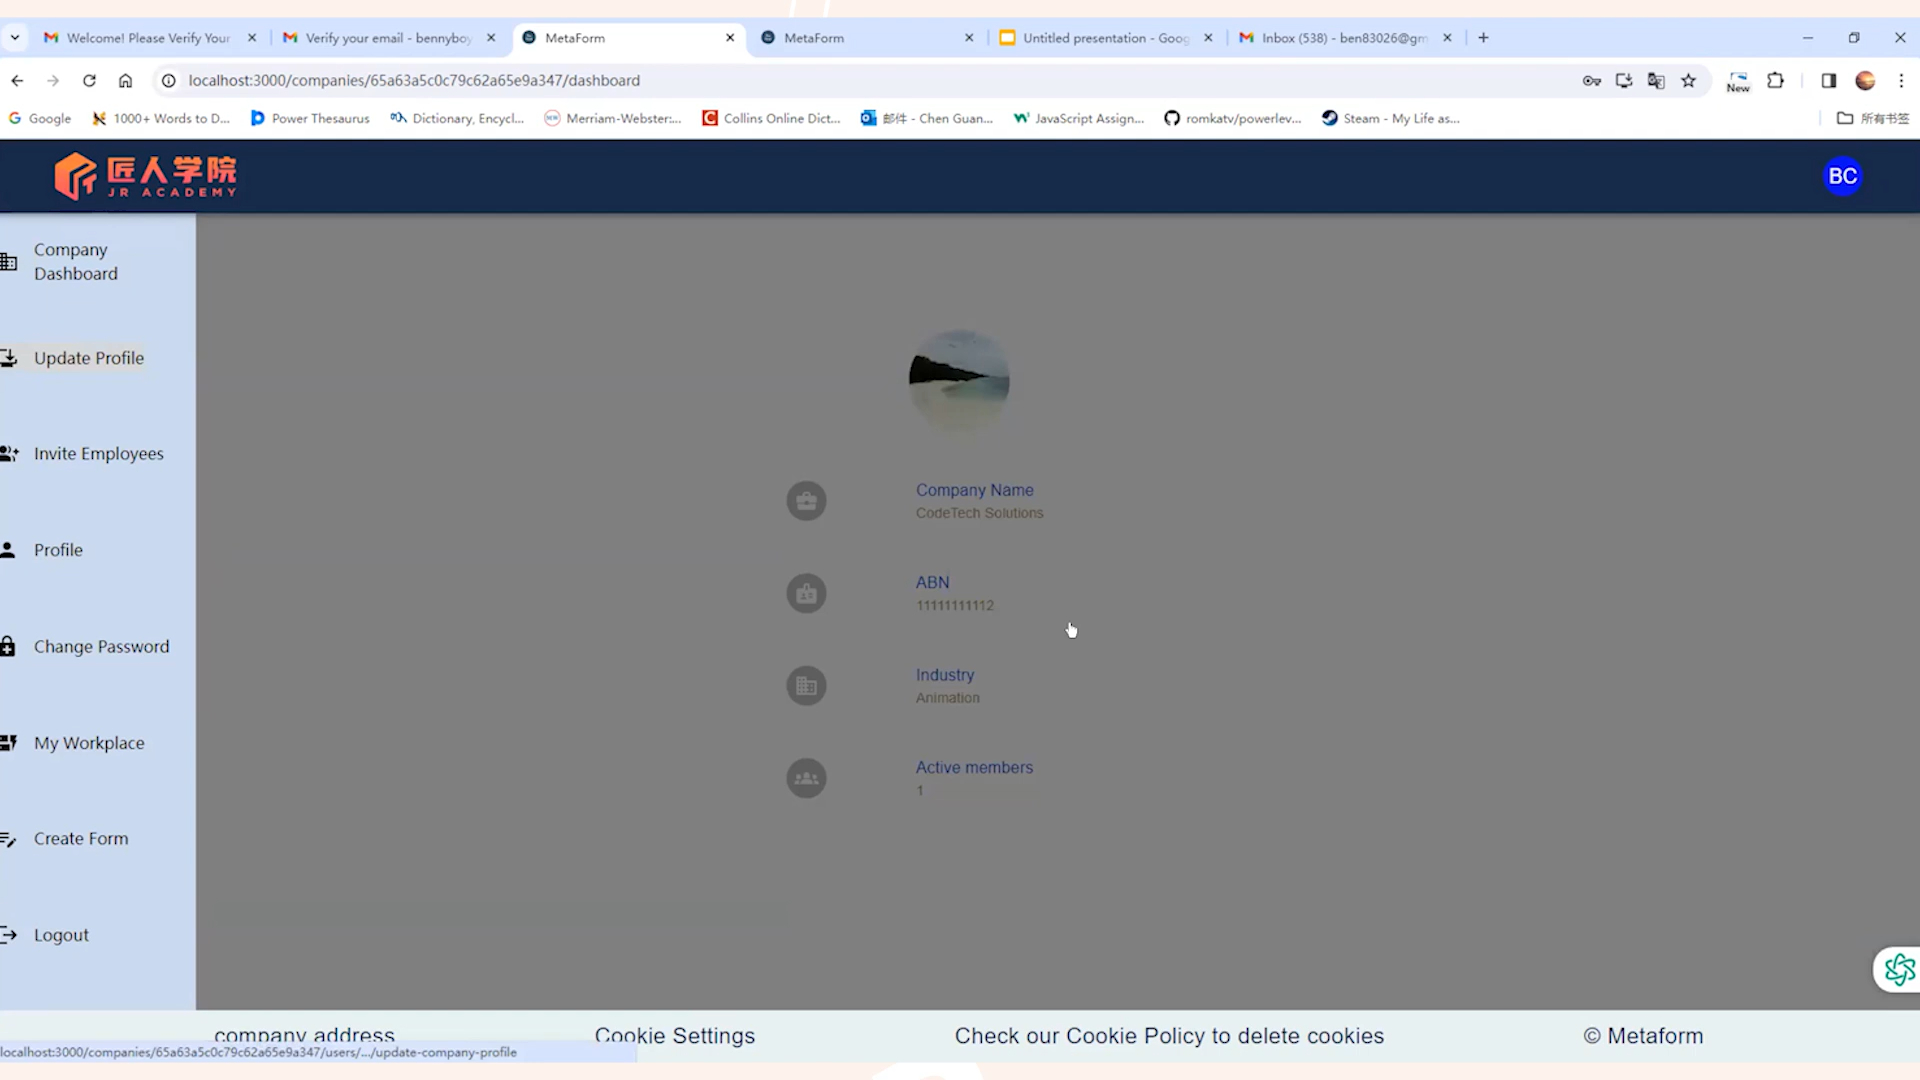 Welcome! Please Verify Your
Verify your email - bennyboy
MetaForm
MetaForm
Untitled presentation - Goog
Inbox (538) - ben83026@gm
localhost:3000/companies/65a63a5c0c79c62a65e9a347/dashboard
New
Google
1000+ Words to D...
Power Thesaurus
Dictionary, Encycl...
Merriam-Webster:...
Collins Online Dict...
邮件 - Chen Guan...
JavaScript Assign...
romkatv/powerlev...
Steam - My Life as...
所有书签
匠人学院
JR ACADEMY
BC
Company
Dashboard
Update Profile
Invite Employees
Profile
Change Password
My Workplace
Create Form
Logout
Company Name
CodeTech Solutions
ABN
11111111112
Industry
Animation
Active members
1
company address
Cookie Settings
Check our Cookie Policy to delete cookies
© Metaform
localhost:3000/companies/65a63a5c0c79c62a65e9a347/users/.../update-company-profile